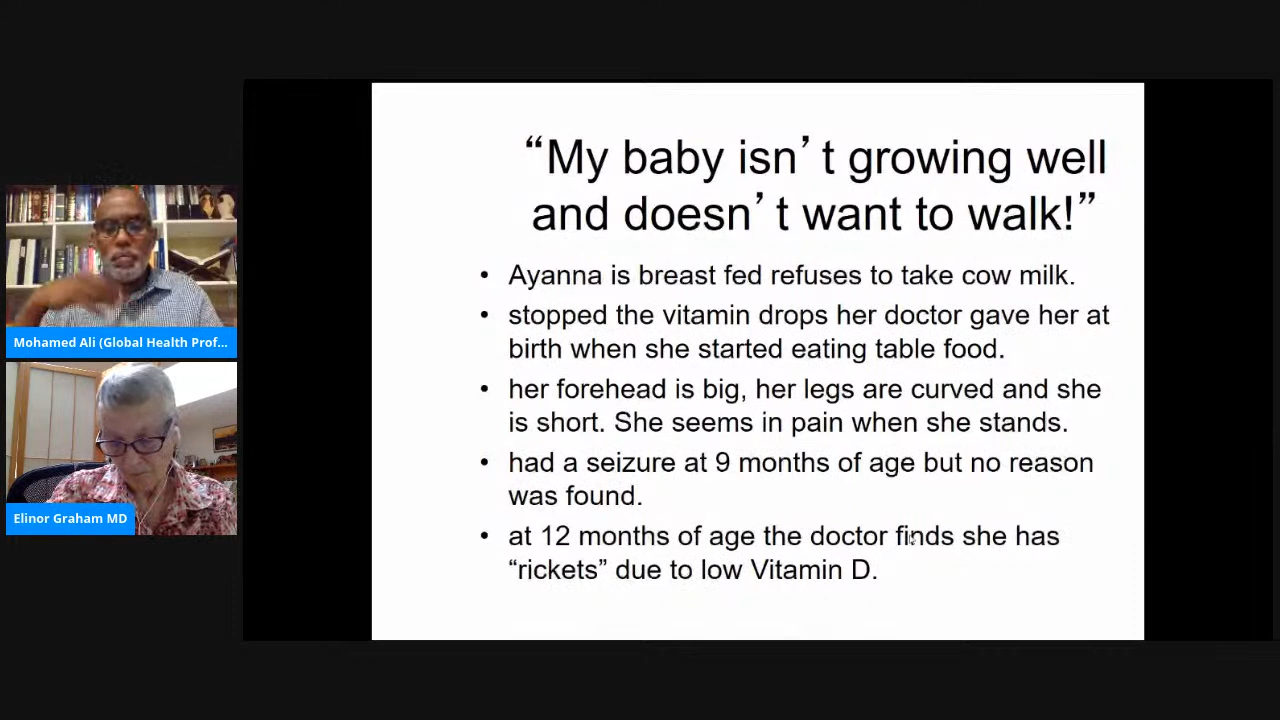 “My baby isn’t growing well
and doesn’t want to walk!”
• Ayanna is breast fed refuses to take cow milk.
• stopped the vitamin drops her doctor gave her at
birth when she started eating table food.
• her forehead is big, her legs are curved and she
is short. She seems in pain when she stands.
• had a seizure at 9 months of age but no reason
was found.
• at 12 months of age the doctor finds she has
“rickets” due to low Vitamin D.
Mohamed Ali (Global Health Prof...
Elinor Graham MD